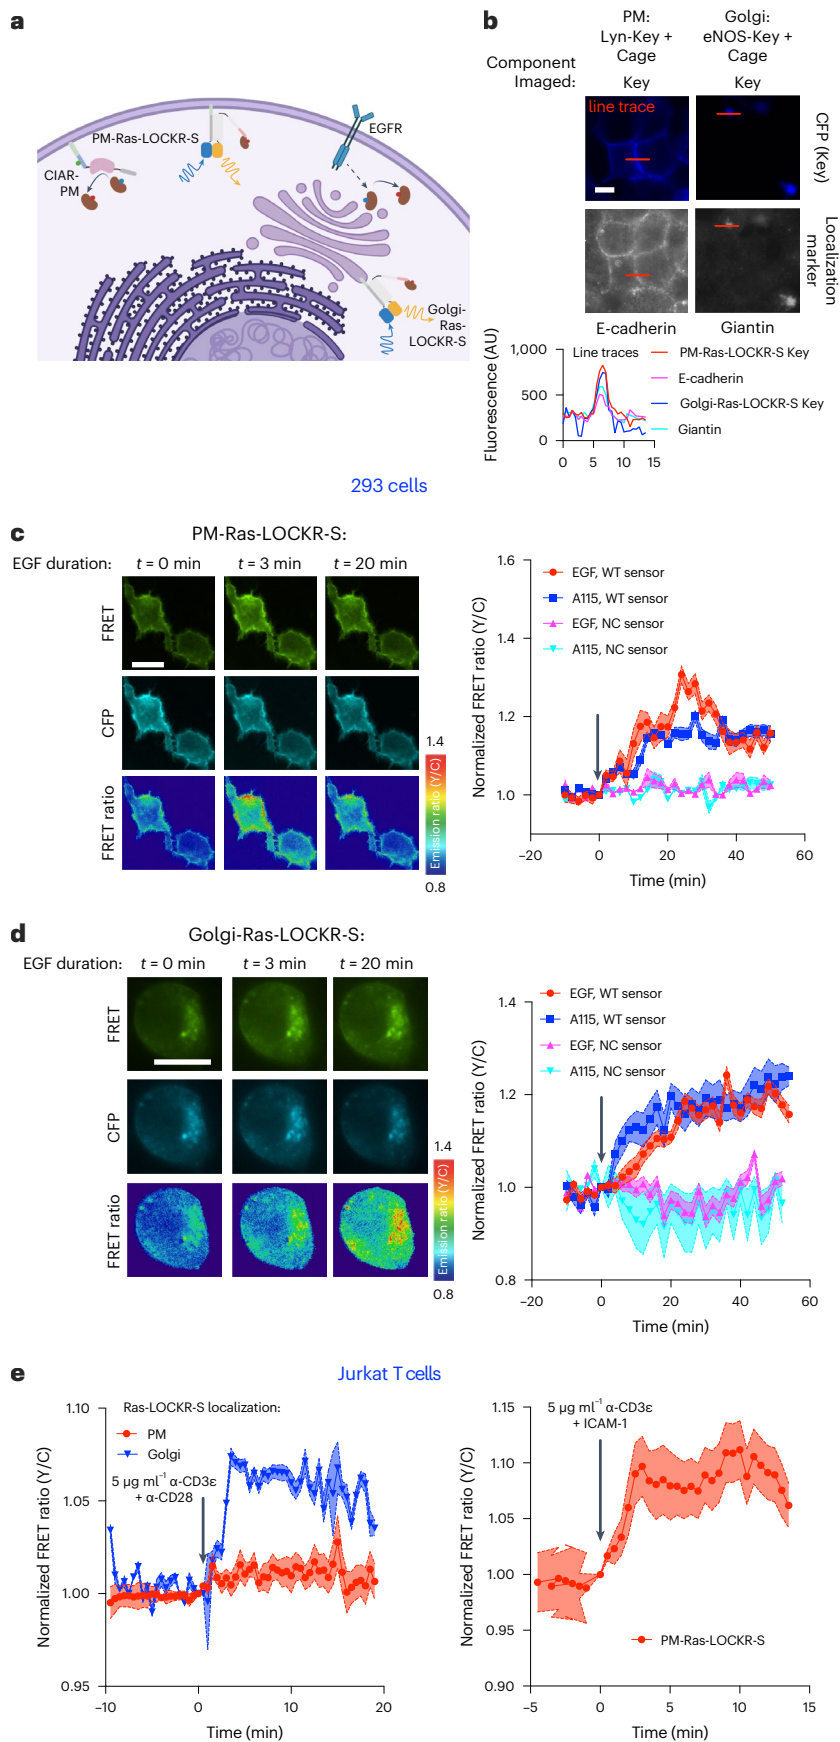 a
PM-Ras-LOCKR-S
EGFR
CIAR-
PM
Golgi-
Ras-
LOCKR-S
b
PM:
Lyn-Key +
Cage
Golgi:
eNOS-Key +
Cage
Component
Imaged:
Key
Key
line trace
CFP (Key)
Localization
marker
E-cadherin
Giantin
Fluorescence (AU)
1,000
500
0
0
5
10
15
Line traces
PM-Ras-LOCKR-S Key
E-cadherin
Golgi-Ras-LOCKR-S Key
Giantin
293 cells
c
PM-Ras-LOCKR-S:
EGF duration:
t = 0 min
t = 3 min
t = 20 min
FRET
CFP
FRET ratio
1.4
Emission ratio (Y/C)
0.8
Normalized FRET ratio (Y/C)
1.6
1.4
1.2
1.0
EGF, WT sensor
A115, WT sensor
EGF, NC sensor
A115, NC sensor
−20
0
20
40
60
Time (min)
d
Golgi-Ras-LOCKR-S:
EGF duration:
t = 0 min
t = 3 min
t = 20 min
FRET
CFP
FRET ratio
1.4
Emission ratio (Y/C)
0.8
Normalized FRET ratio (Y/C)
1.4
1.2
1.0
0.8
EGF, WT sensor
A115, WT sensor
EGF, NC sensor
A115, NC sensor
−20
0
20
40
60
Time (min)
e
Jurkat T cells
Normalized FRET ratio (Y/C)
1.10
1.05
1.00
0.95
Ras-LOCKR-S localization:
PM
Golgi
5 µg ml⁻¹ α-CD3ε
+ α-CD28
−10
0
10
20
Time (min)
Normalized FRET ratio (Y/C)
1.15
1.10
1.05
1.00
0.95
0.90
5 µg ml⁻¹ α-CD3ε
+ ICAM-1
PM-Ras-LOCKR-S
−5
0
5
10
15
Time (min)